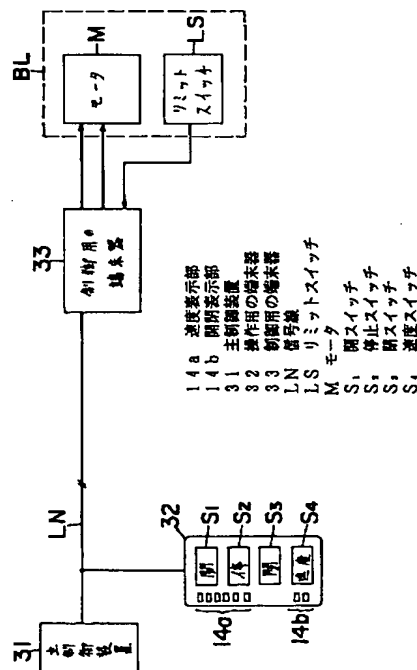 31
主制御装置
LN
33
制御用の
端末器
BL
モータ
M
リミット
スイッチ
LS
32
開
S1
停
S2
閉
S3
速度
S4
14a
14b
14a 速度表示部
14b 開閉表示部
31 主制御装置
32 操作用の端末器
33 制御用の端末器
LN 信号線
LS リミットスイッチ
M モータ
S₁ 開スイッチ
S₂ 停止スイッチ
S₃ 閉スイッチ
S₄ 速度スイッチ